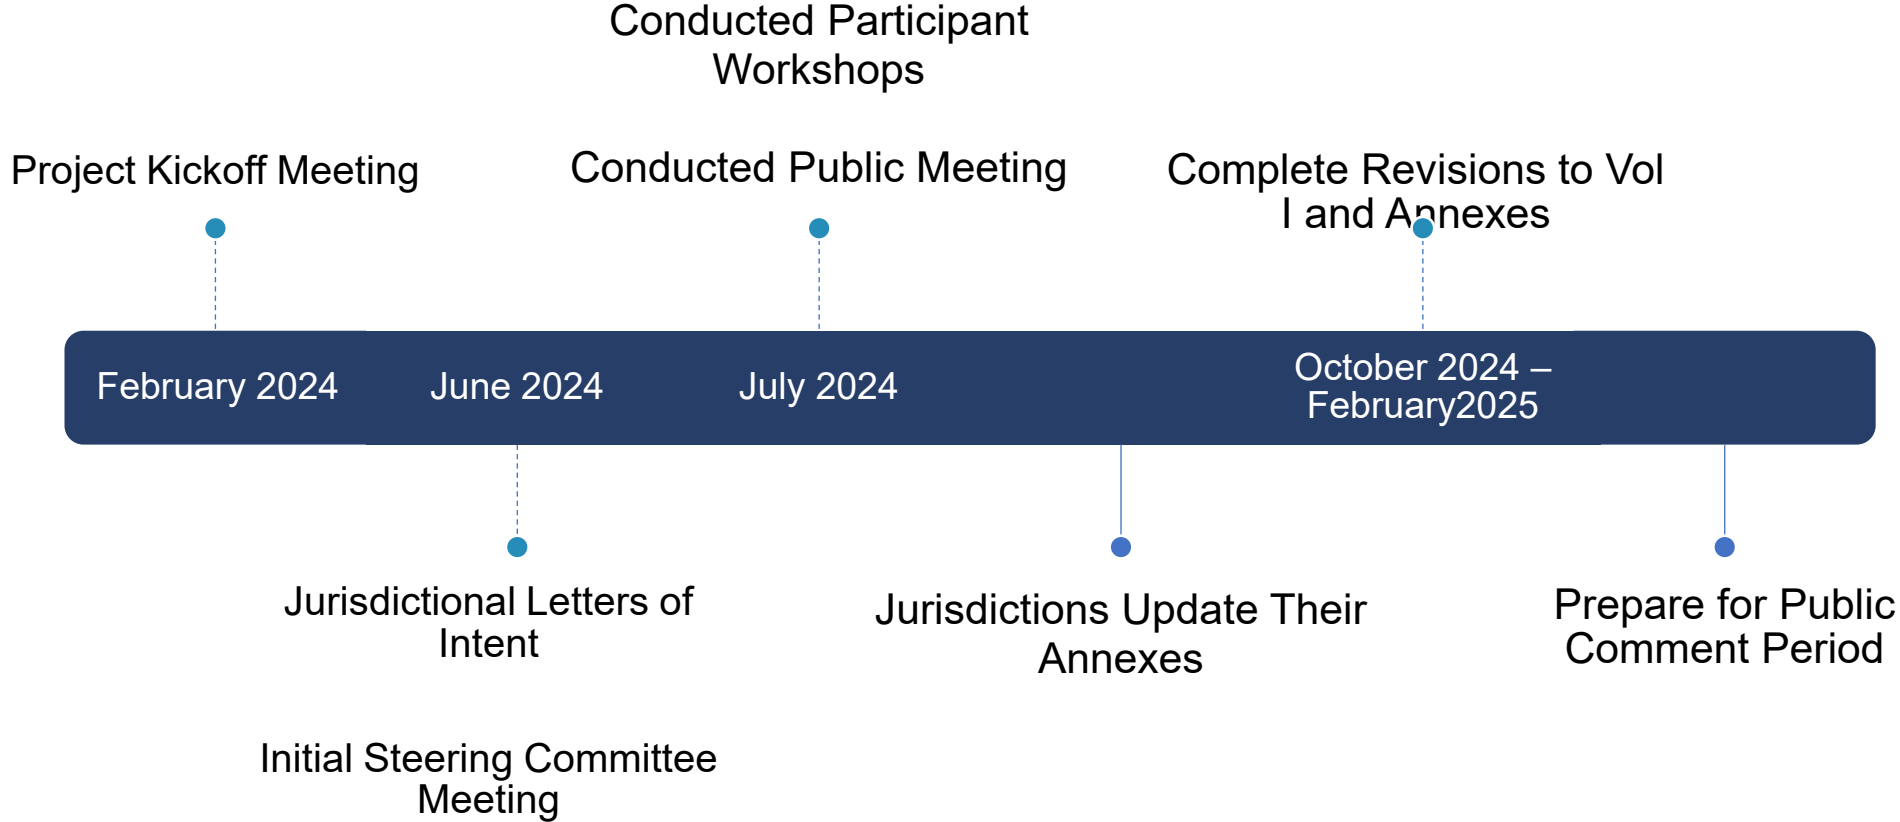 Conducted Participant
Workshops
Project Kickoff Meeting
Conducted Public Meeting
Complete Revisions to Vol
I and Annexes
February 2024
June 2024
July 2024
October 2024 –
February2025
Jurisdictional Letters of
Intent
Initial Steering Committee
Meeting
Jurisdictions Update Their
Annexes
Prepare for Public
Comment Period